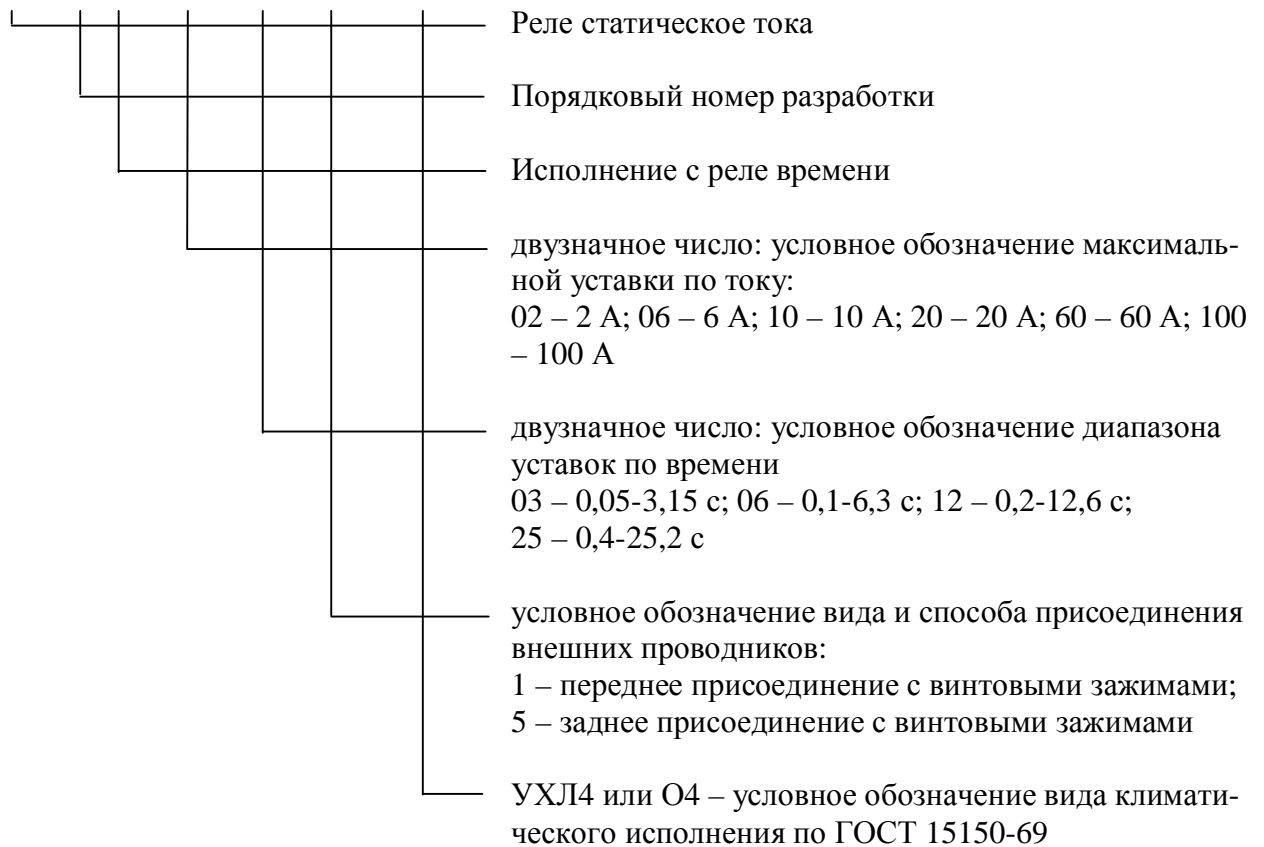 Реле статическое тока
Порядковый номер разработки
Исполнение с реле времени
двузначное число: условное обозначение максималь-
ной уставки по току:
02 – 2 А; 06 – 6 А; 10 – 10 А; 20 – 20 А; 60 – 60 А; 100
– 100 А
двузначное число: условное обозначение диапазона
уставок по времени
03 – 0,05-3,15 с; 06 – 0,1-6,3 с; 12 – 0,2-12,6 с;
25 – 0,4-25,2 с
условное обозначение вида и способа присоединения
внешних проводников:
1 – переднее присоединение с винтовыми зажимами;
5 – заднее присоединение с винтовыми зажимами
УХЛ4 или О4 – условное обозначение вида климати-
ческого исполнения по ГОСТ 15150-69